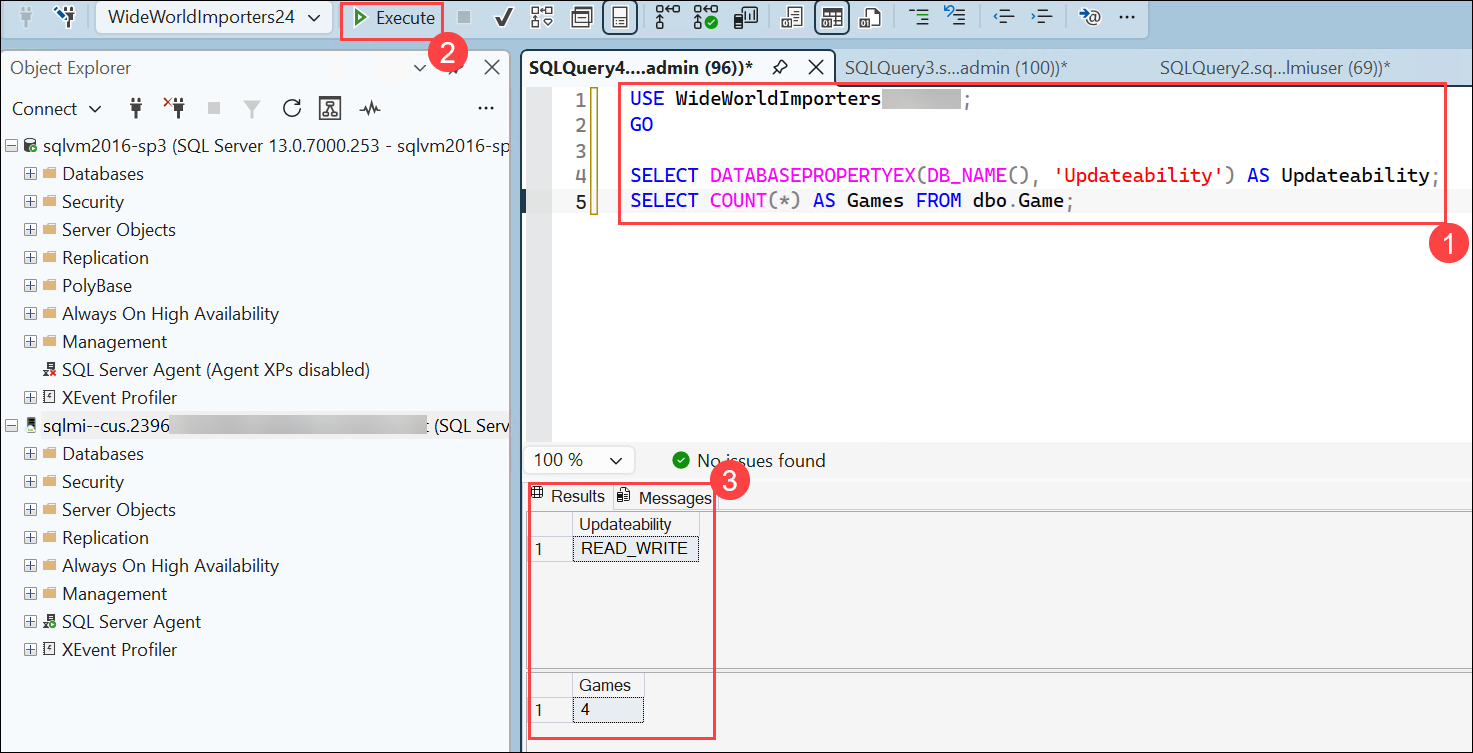 WideWorldImporters24 Execute
2
Object Explorer
Connect
sqlvm2016-sp3 (SQL Server 13.0.7000.253 - sqlvm2016-sp
Databases
Security
Server Objects
Replication
PolyBase
Always On High Availability
Management
SQL Server Agent (Agent XPs disabled)
XEvent Profiler
sqlmi--cus.2396 (SQL Serv
Databases
Security
Server Objects
Replication
Always On High Availability
Management
SQL Server Agent
XEvent Profiler
SQLQuery4....admin (96))* SQLQuery3.s...admin (100))* SQLQuery2.sq...lmiuser (69))*
1 USE WideWorldImporters ;
2 GO
3
4 SELECT DATABASEPROPERTYEX(DB_NAME(), 'Updateability') AS Updateability;
5 SELECT COUNT(*) AS Games FROM dbo.Game;
1
100 % No issues found
3
Results Messages
Updateability
1 READ_WRITE
Games
1 4